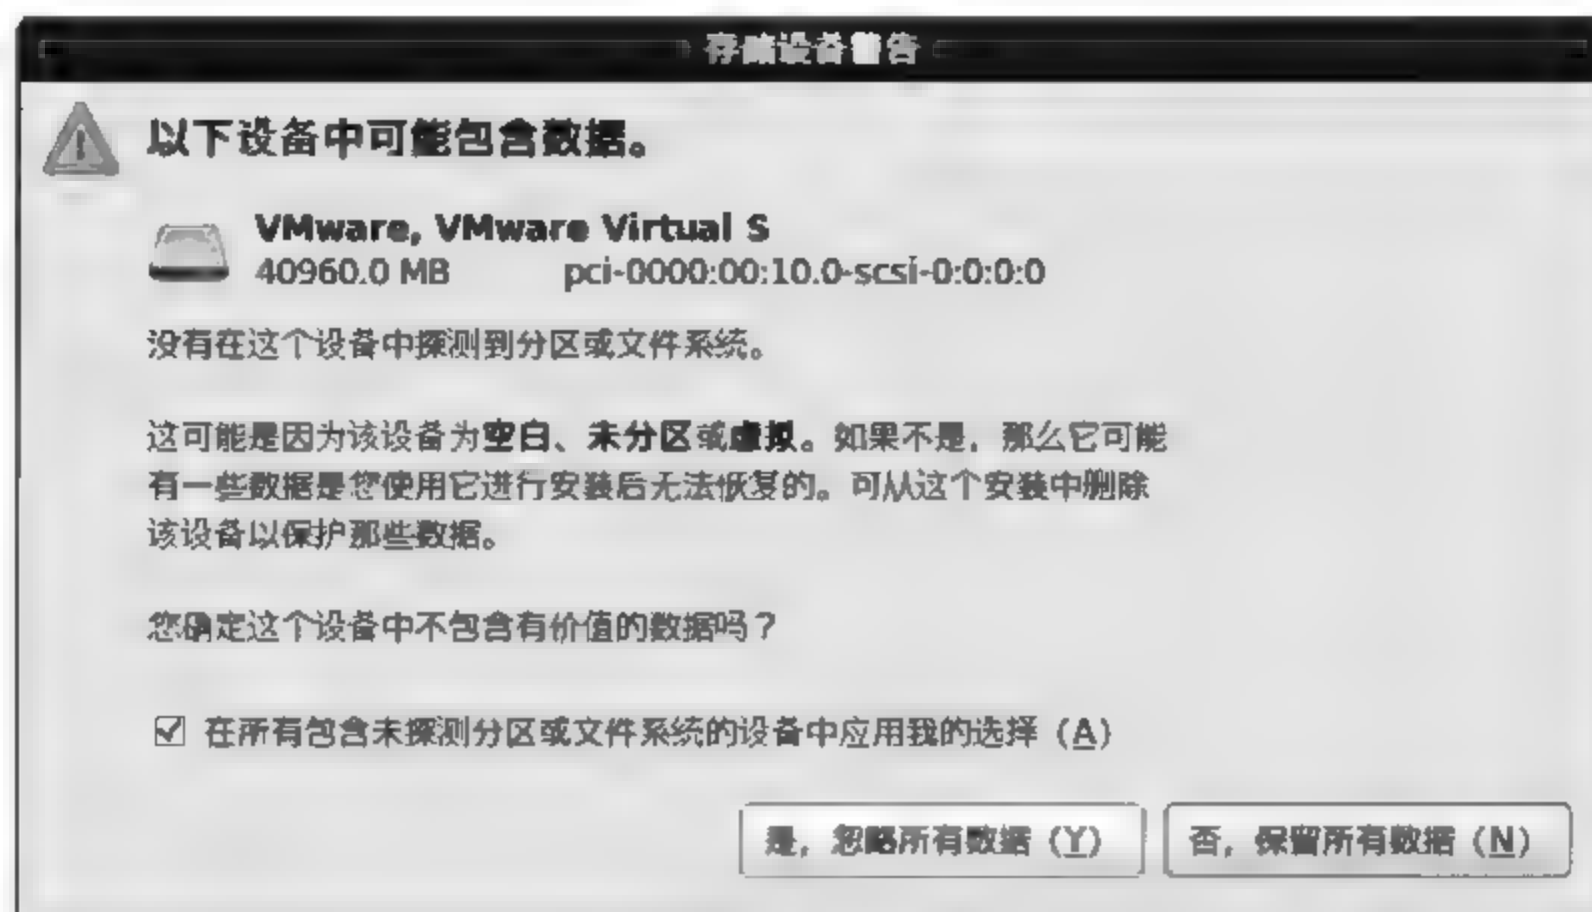 存储设备警告
以下设备中可能包含数据。
VMware, VMware Virtual S
40960.0 MB pci-0000:00:10.0-scsi-0:0:0:0
没有在这个设备中探测到分区或文件系统。
这可能是因为该设备为空白、未分区或虚拟。如果不是，那么它可能
有一些数据是您使用它进行安装后无法恢复的。可从这个安装中删除
该设备以保护那些数据。
您确定这个设备中不包含有价值的数据吗？
在所有包含未探测分区或文件系统的设备中应用我的选择（A）
是，忽略所有数据（Y） 否，保留所有数据（N）